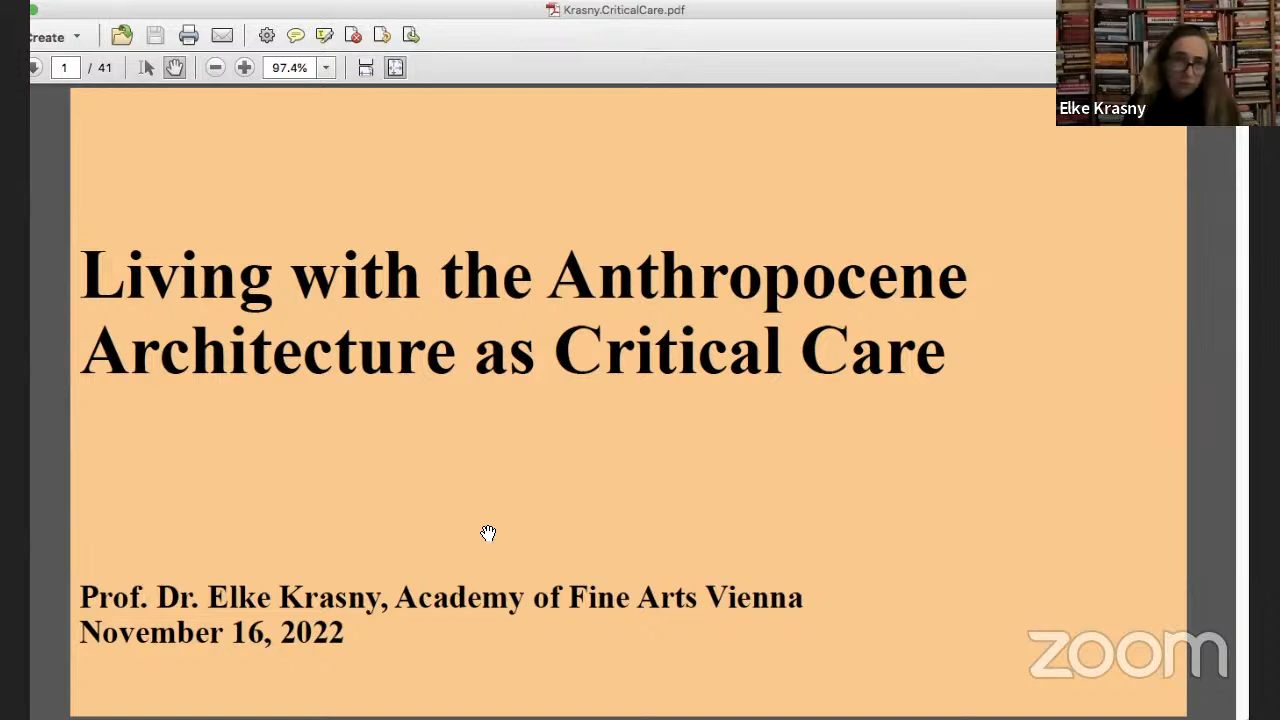 Krasny.CriticalCare.pdf
Create
1 / 41
97.4%
Elke Krasny
Living with the Anthropocene
Architecture as Critical Care
Prof. Dr. Elke Krasny, Academy of Fine Arts Vienna
November 16, 2022
zoom